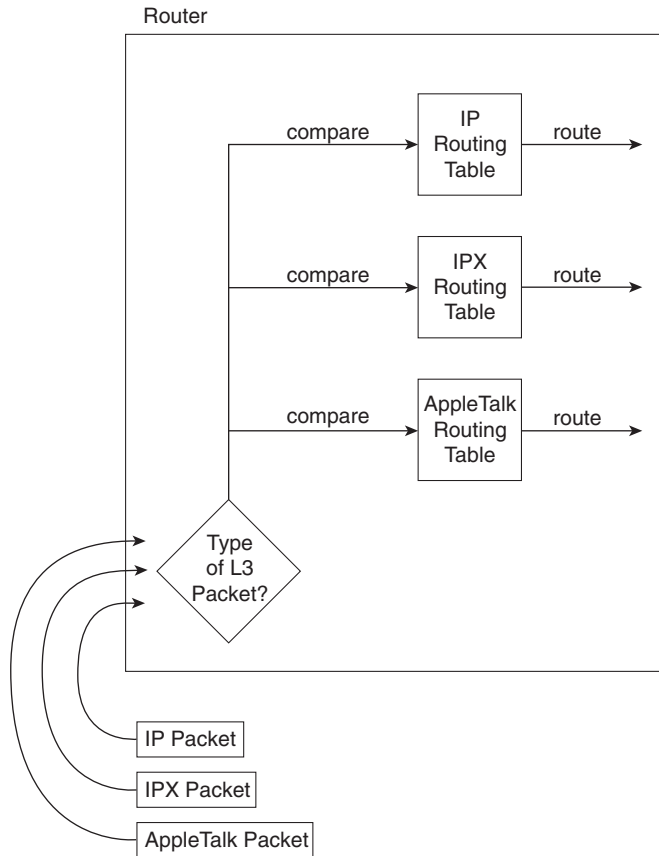 Router
compare
IP
Routing
Table
route
compare
IPX
Routing
Table
route
compare
AppleTalk
Routing
Table
route
Type
of L3
Packet?
IP Packet
IPX Packet
AppleTalk Packet